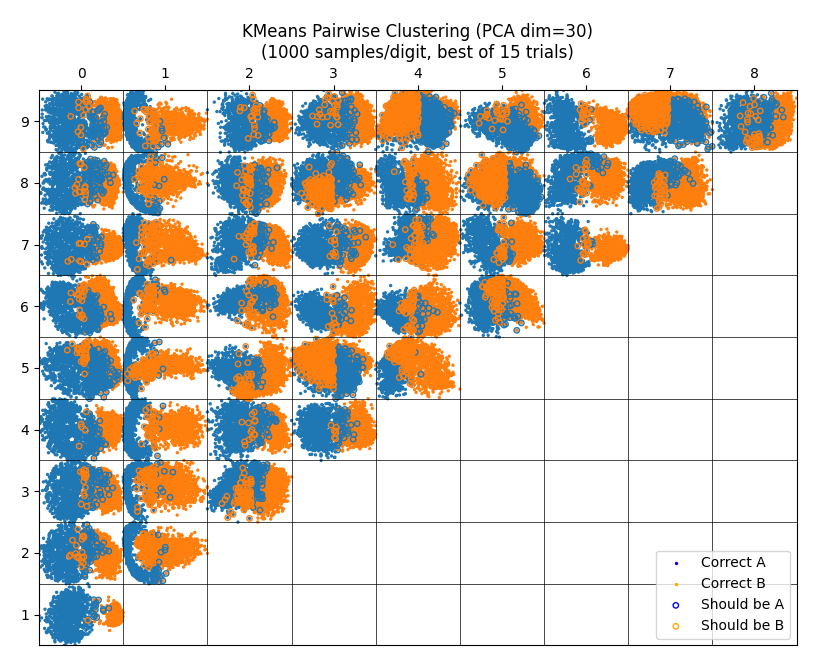 KMeans Pairwise Clustering (PCA dim=30)
(1000 samples/digit, best of 15 trials)
0 1 2 3 4 5 6 7 8
9
8
7
6
5
4
3
2
1
Correct A
Correct B
Should be A
Should be B